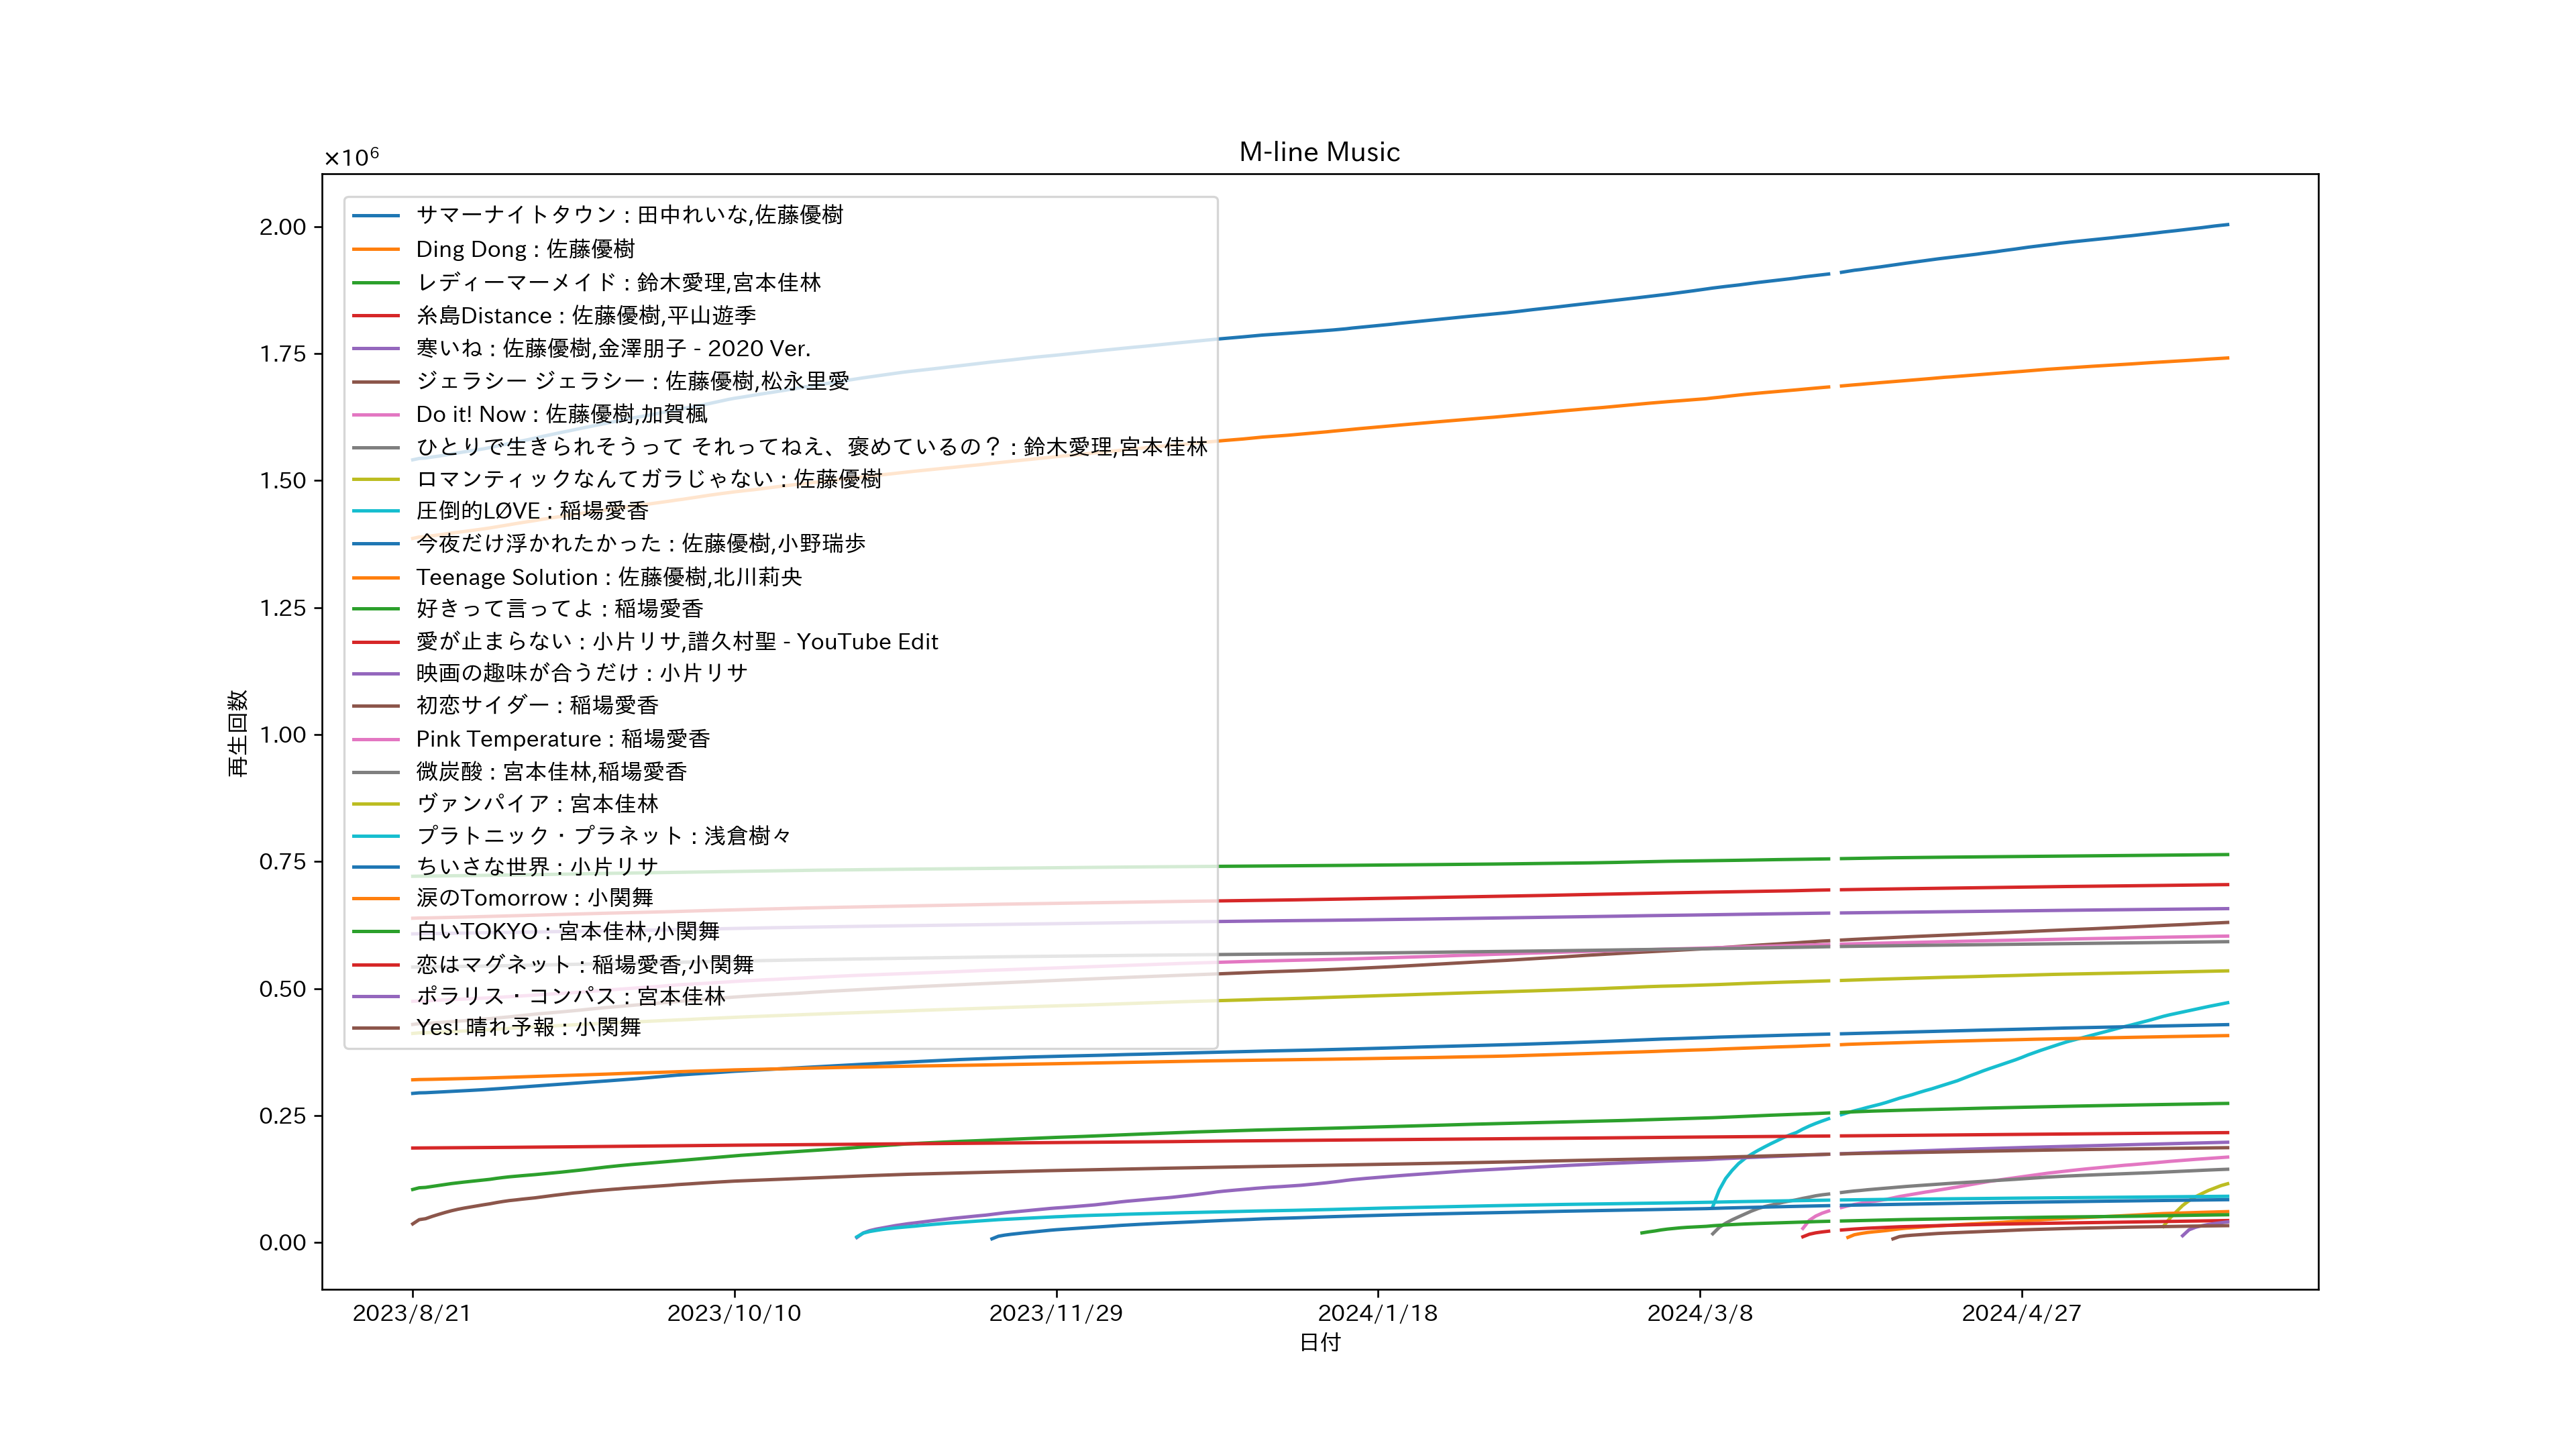 M-line Music
×10⁶
サマーナイトタウン : 田中れいな,佐藤優樹
Ding Dong : 佐藤優樹
レディーマーメイド : 鈴木愛理,宮本佳林
糸島Distance : 佐藤優樹,平山遊季
寒いね : 佐藤優樹,金澤朋子 - 2020 Ver.
ジェラシー ジェラシー : 佐藤優樹,松永里愛
Do it! Now : 佐藤優樹,加賀楓
ひとりで生きられそうって それってねえ、褒めているの？ : 鈴木愛理,宮本佳林
ロマンティックなんてガラじゃない : 佐藤優樹
圧倒的LØVE : 稲場愛香
今夜だけ浮かれたかった : 佐藤優樹,小野瑞歩
Teenage Solution : 佐藤優樹,北川莉央
好きって言ってよ : 稲場愛香
愛が止まらない : 小片リサ,譜久村聖 - YouTube Edit
映画の趣味が合うだけ : 小片リサ
初恋サイダー : 稲場愛香
Pink Temperature : 稲場愛香
微炭酸 : 宮本佳林,稲場愛香
ヴァンパイア : 宮本佳林
プラトニック・プラネット : 浅倉樹々
ちいさな世界 : 小片リサ
涙のTomorrow : 小関舞
白いTOKYO : 宮本佳林,小関舞
恋はマグネット : 稲場愛香,小関舞
ポラリス・コンパス : 宮本佳林
Yes! 晴れ予報 : 小関舞
2.00
1.75
1.50
1.25
1.00
0.75
0.50
0.25
0.00
再生回数
2023/8/21
2023/10/10
2023/11/29
2024/1/18
2024/3/8
2024/4/27
日付